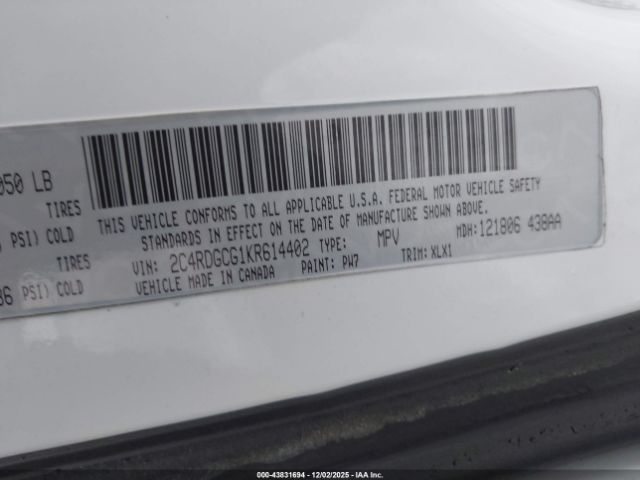 050 LB
TIRES
PSI) COLD
TIRES
36 PSI) COLD
THIS VEHICLE CONFORMS TO ALL APPLICABLE U.S.A. FEDERAL MOTOR VEHICLE SAFETY
STANDARDS IN EFFECT ON THE DATE OF MANUFACTURE SHOWN ABOVE.
VIN: 2C4RDGCG1KR614402 TYPE: MPV MDH:121806 438AA
VEHICLE MADE IN CANADA PAINT: PW7 TRIM: XLX1
00-43831694 • 12/02/2025 • IAA Inc.